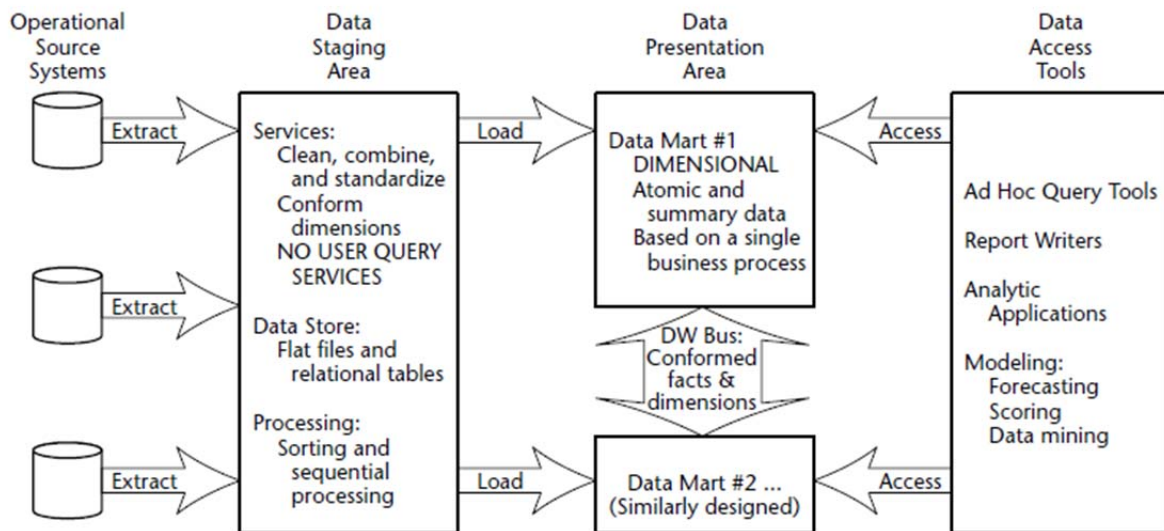 Operational
Source
Systems
Data
Staging
Area
Data
Presentation
Area
Data
Access
Tools
Extract
Extract
Extract
Services:
Clean, combine,
and standardize
Conform
dimensions
NO USER QUERY
SERVICES
Data Store:
Flat files and
relational tables
Processing:
Sorting and
sequential
processing
Load
Load
Data Mart #1
DIMENSIONAL
Atomic and
summary data
Based on a single
business process
DW Bus:
Conformed
facts &
dimensions
Data Mart #2 ...
(Similarly designed)
Access
Access
Ad Hoc Query Tools
Report Writers
Analytic
Applications
Modeling:
Forecasting
Scoring
Data mining